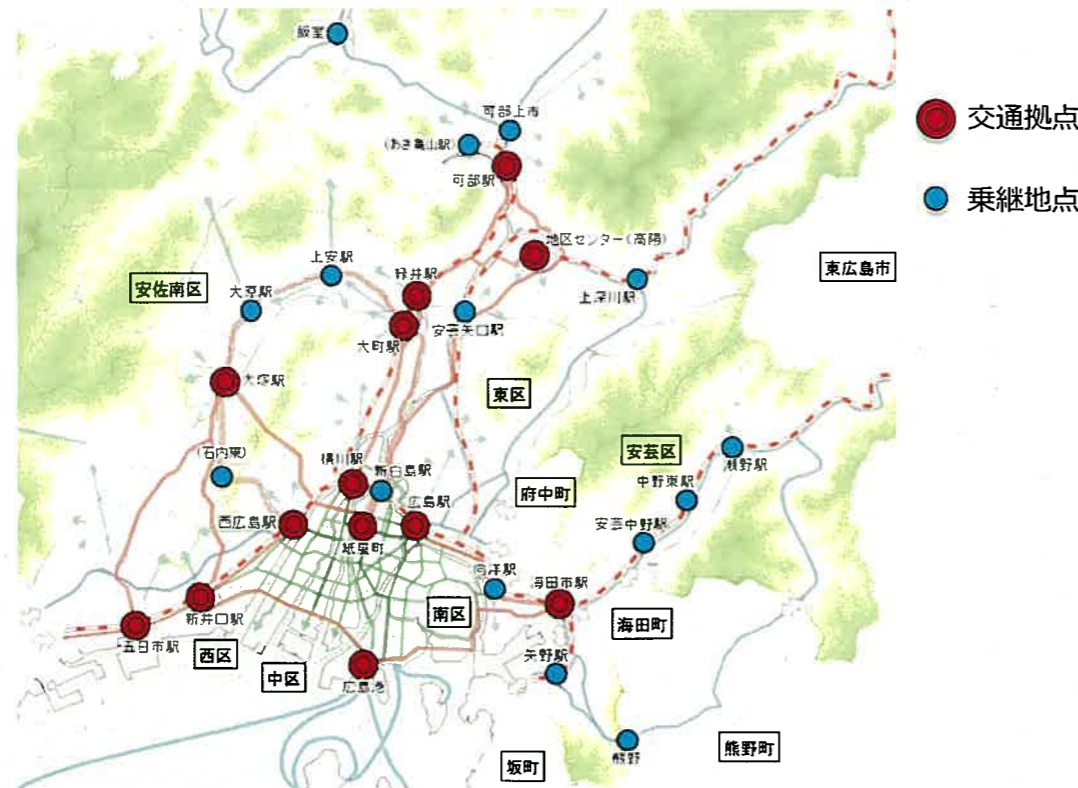 飯室
可部上市
(あき亀山駅)
可部駅
交通拠点
乗継地点
地区センター(高陽)
上安駅
緑井駅
上深川駅
東広島市
安佐南区
大原駅
安芸矢口駅
大町駅
大塚駅
東区
安芸区
瀬野駅
(石内東)
横川駅
新白島駅
中野東駅
府中町
西広島駅
紙屋町
広島駅
安芸中野駅
向洋駅
海田市駅
新井口駅
南区
海田町
五日市駅
西区
中区
広島港
矢野駅
坂町
熊野
熊野町